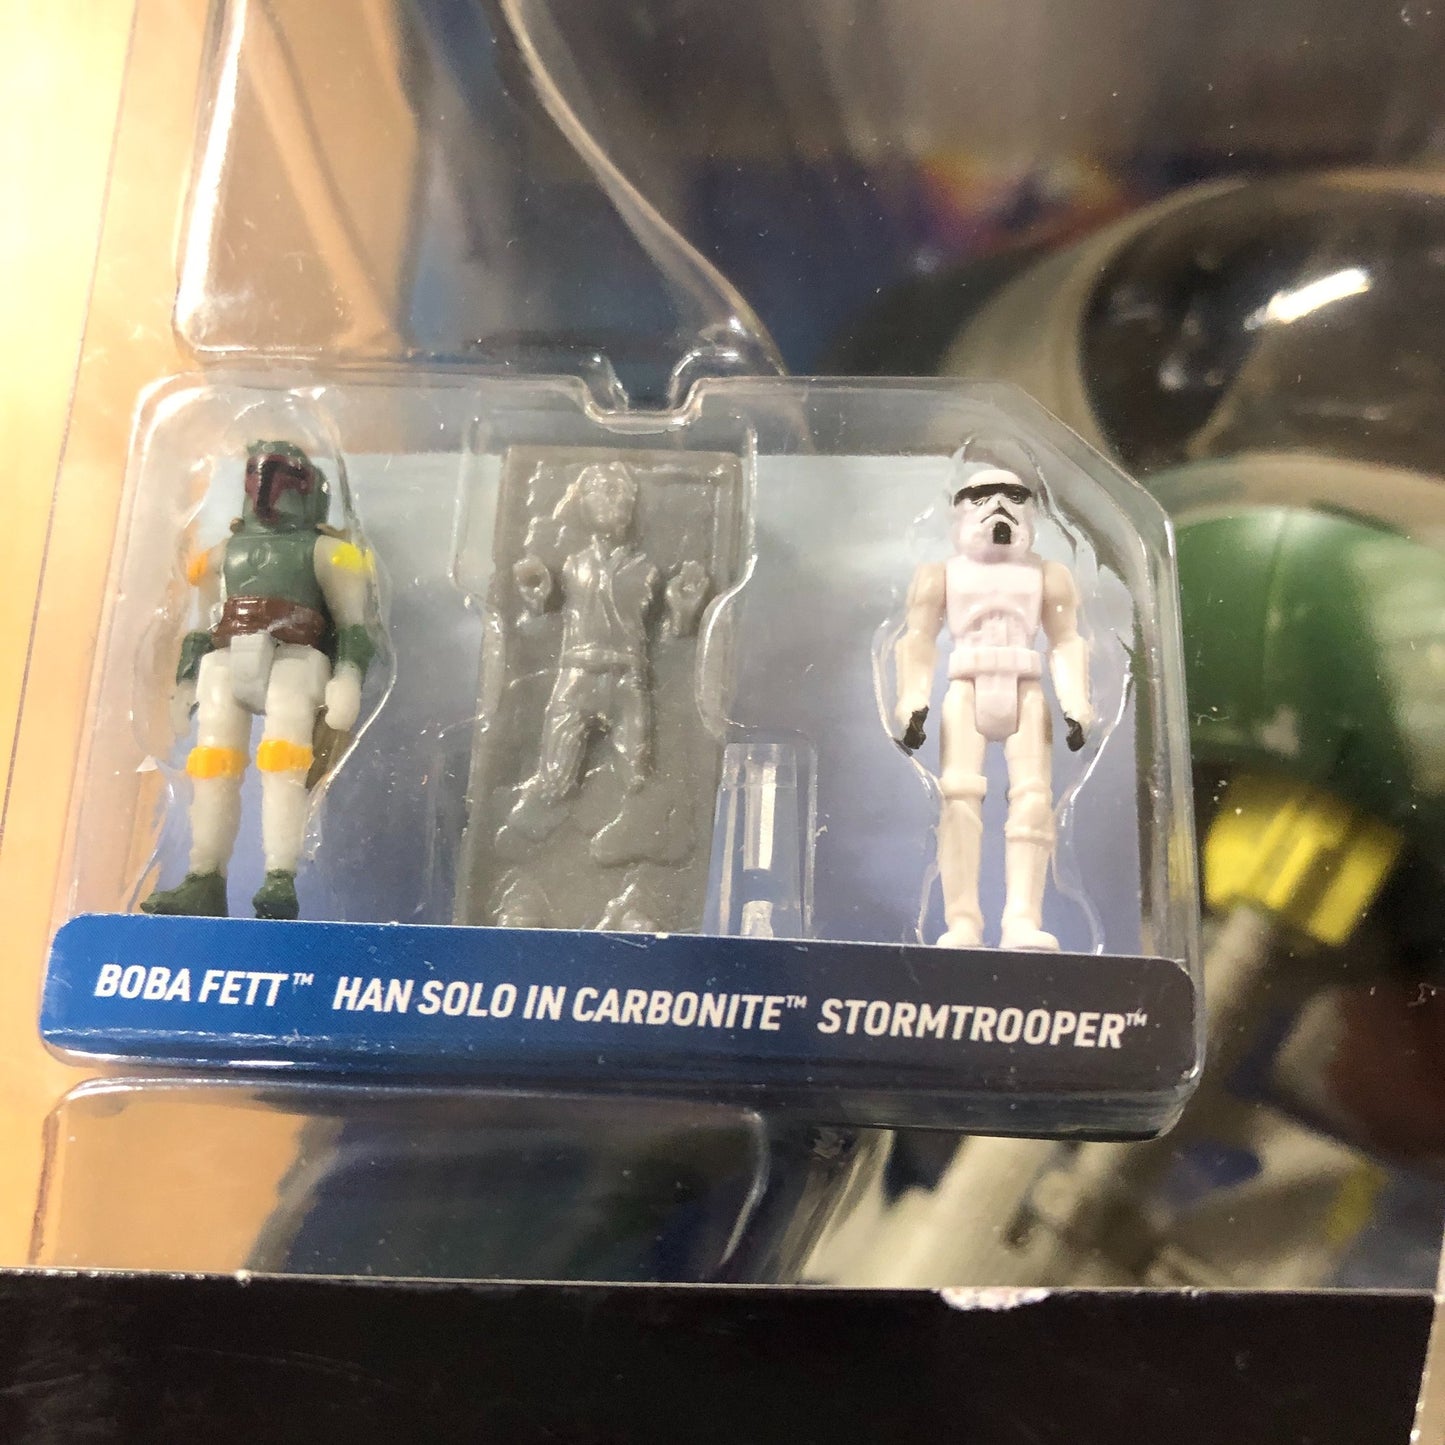 BOBA FETT™ HAN SOLO IN CARBONITE™ STORMTROOPER™